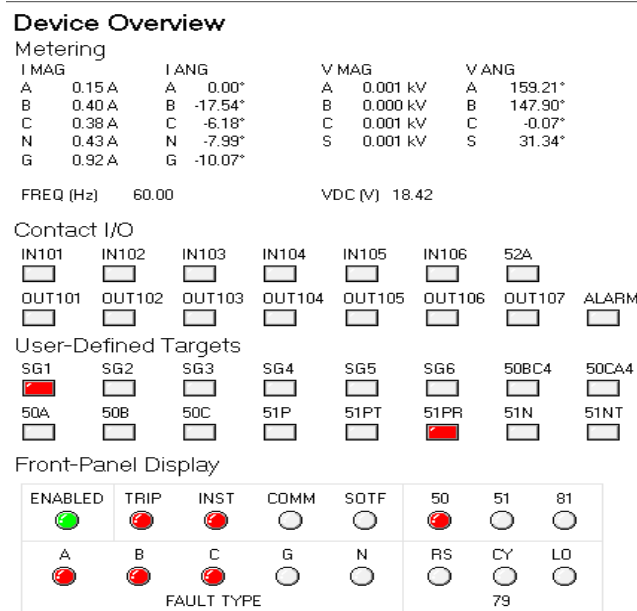 Device Overview
Metering
I MAG I ANG V MAG V ANG
A 0.15 A A 0.00° A 0.001 kV A 159.21°
B 0.40 A B -17.54° B 0.000 kV B 147.90°
C 0.38 A C -6.18° C 0.001 kV C -0.07°
N 0.43 A N -7.99° S 0.001 kV S 31.34°
G 0.92 A G -10.07°
FREQ (Hz) 60.00 VDC (V) 18.42
Contact I/O
IN101 IN102 IN103 IN104 IN105 IN106 52A
OUT101 OUT102 OUT103 OUT104 OUT105 OUT106 OUT107 ALARM
User-Defined Targets
SG1 SG2 SG3 SG4 SG5 SG6 50BC4 50CA4
50A 50B 50C 51P 51PT 51PR 51N 51NT
Front-Panel Display
ENABLED TRIP INST COMM SOTF 50 51 81
A B C G N RS CY LO
FAULT TYPE 79